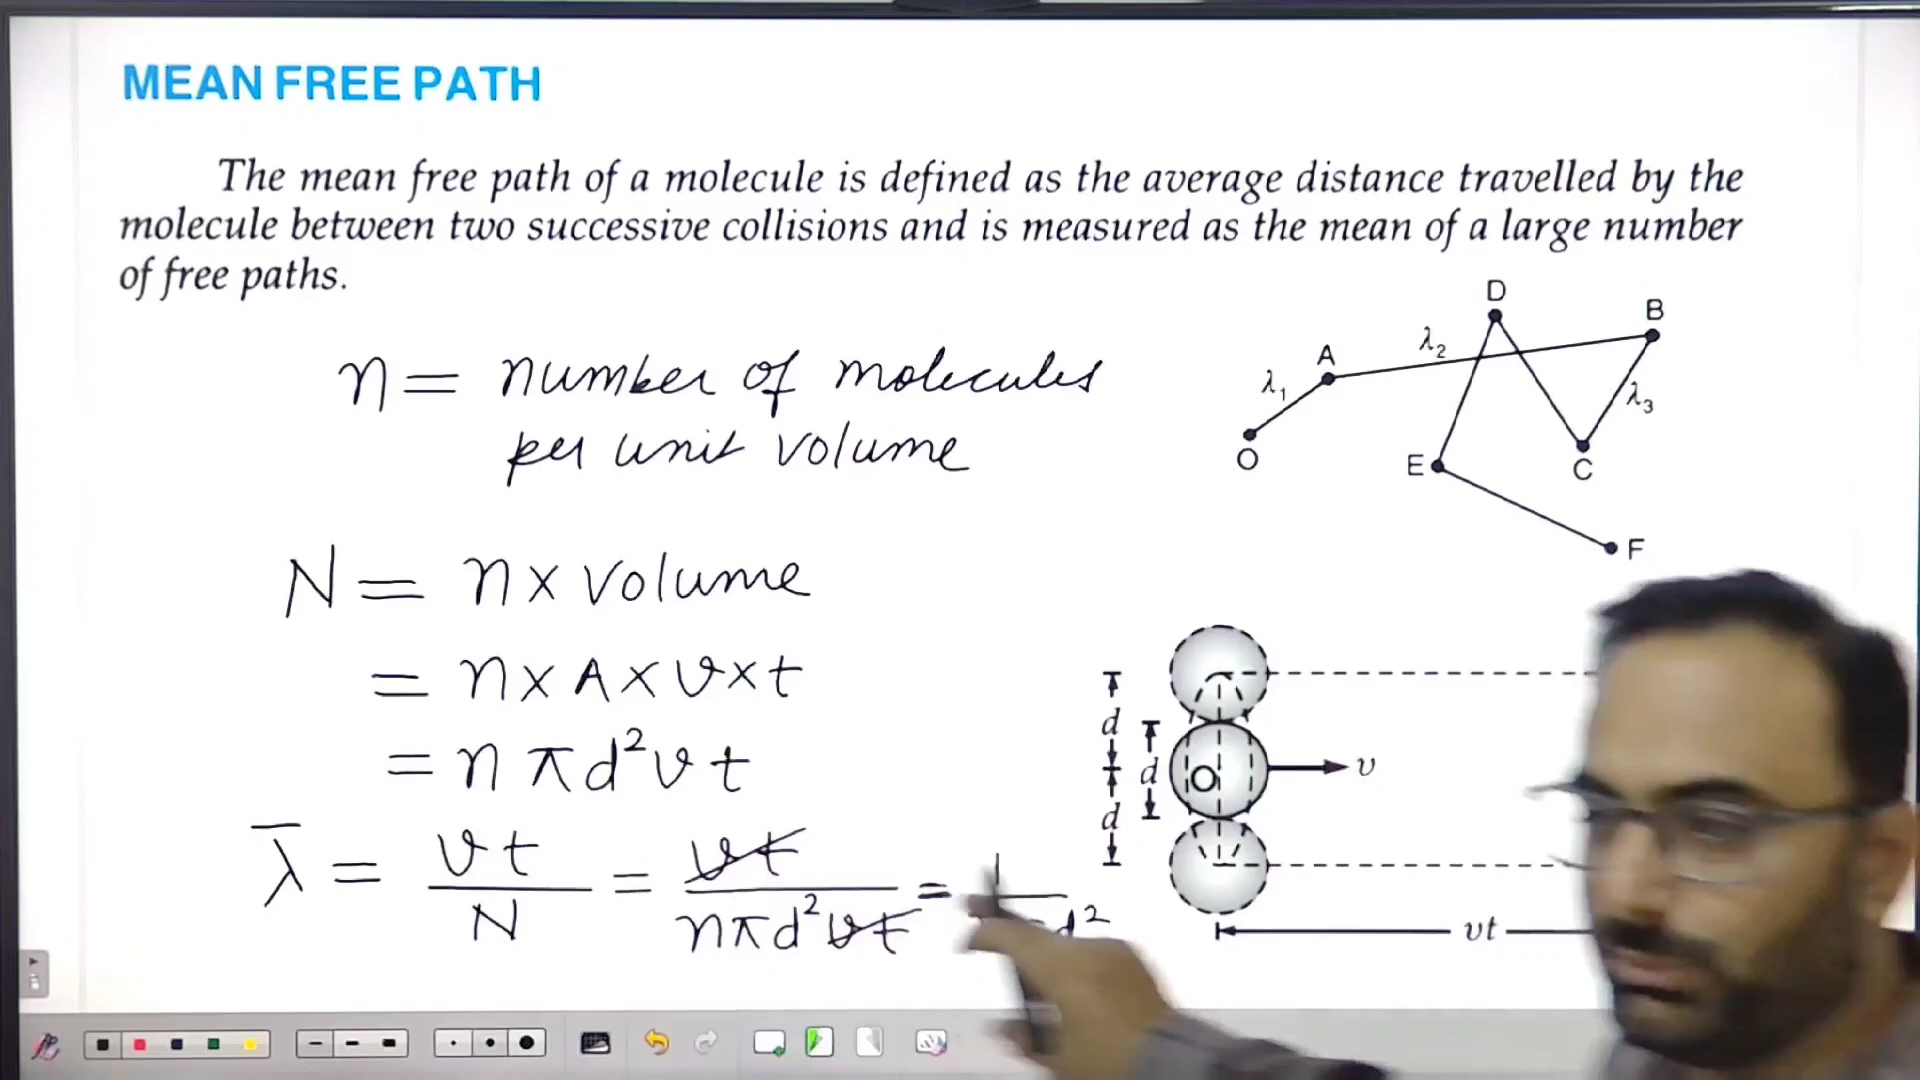 MEAN FREE PATH
The mean free path of a molecule is defined as the average distance travelled by the
molecule between two successive collisions and is measured as the mean of a large number
of free paths.
n = number of molecules
per unit volume
N = n × volume
= n × A × v × t
= n π d² v t
λ̄ = vt/N = vt/nπd²vt = 1/ d²
D
B
A
λ₂
λ₁
λ₃
O
E
C
F
d
d
d
O
v
vt